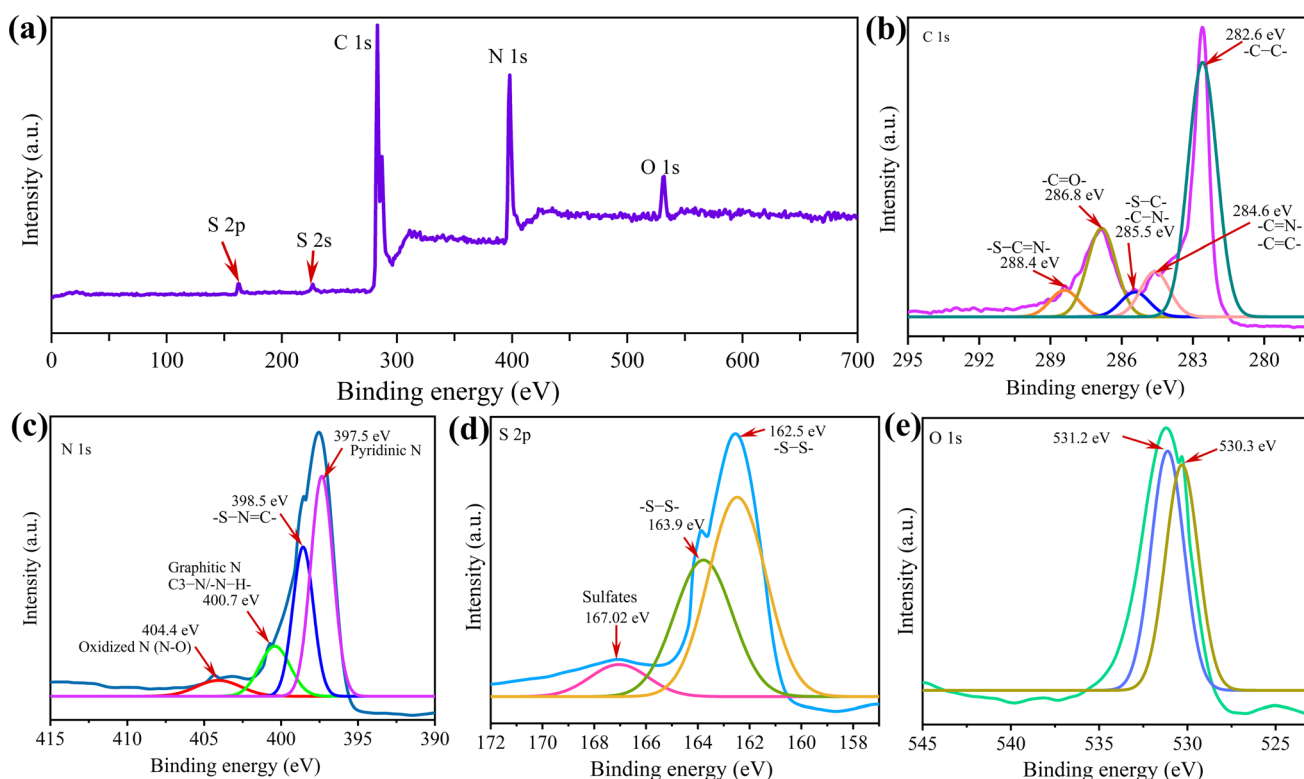 (a)
C 1s
N 1s
O 1s
S 2p
S 2s
Intensity (a.u.)
0
100
200
300
400
500
600
700
Binding energy (eV)
(b)
C 1s
282.6 eV
-C−C-
-C=O-
286.8 eV
-S−C-
-C−N-
285.5 eV
284.6 eV
-C=N-
-C=C-
-S−C=N-
288.4 eV
Intensity (a.u.)
295
292
289
286
283
280
Binding energy (eV)
(c)
N 1s
397.5 eV
Pyridinic N
398.5 eV
-S−N=C-
Graphitic N
C3−N/-N−H-
400.7 eV
404.4 eV
Oxidized N (N-O)
Intensity (a.u.)
415
410
405
400
395
390
Binding energy (eV)
(d)
S 2p
162.5 eV
-S−S-
-S−S-
163.9 eV
Sulfates
167.02 eV
Intensity (a.u.)
172
170
168
166
164
162
160
158
Binding energy (eV)
(e)
O 1s
531.2 eV
530.3 eV
Intensity (a.u.)
545
540
535
530
525
Binding energy (eV)